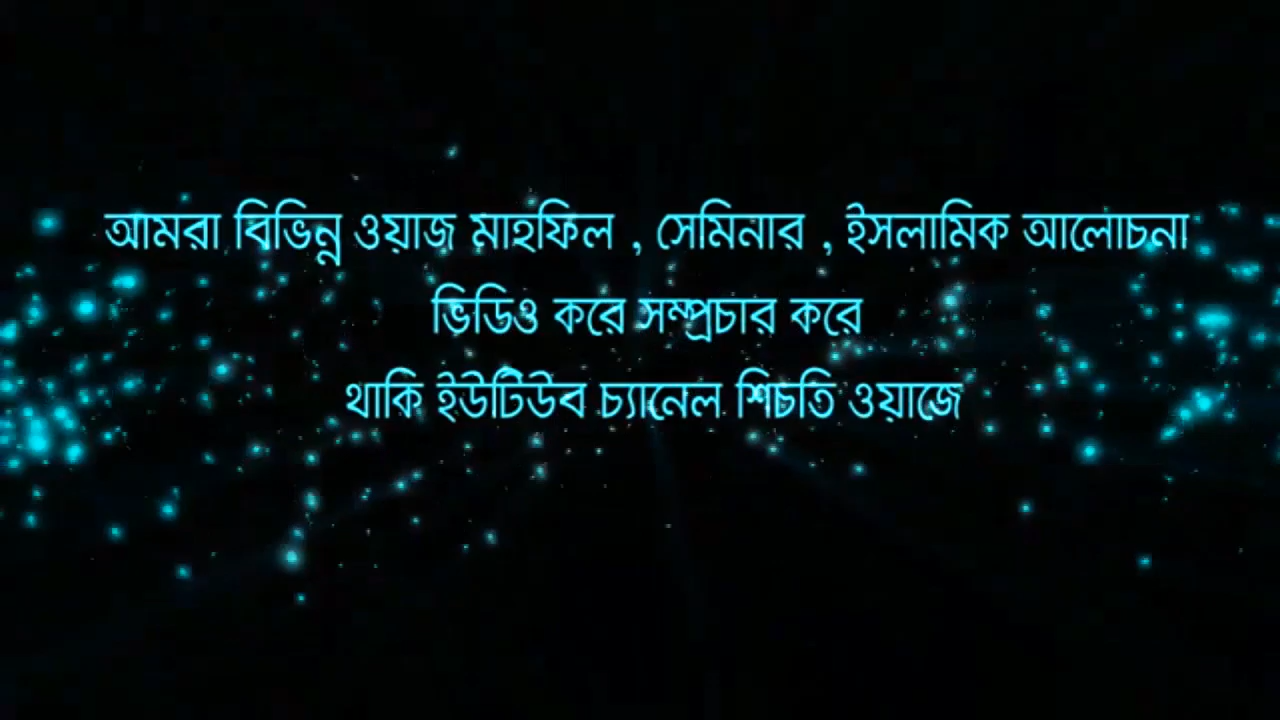 আমরা বিভিন্ন ওয়াজ মাহফিল , সেমিনার , ইসলামিক আলোচনা
ভিডিও করে সম্প্রচার করে
থাকি ইউটিউব চ্যানেল শিচতি ওয়াজে